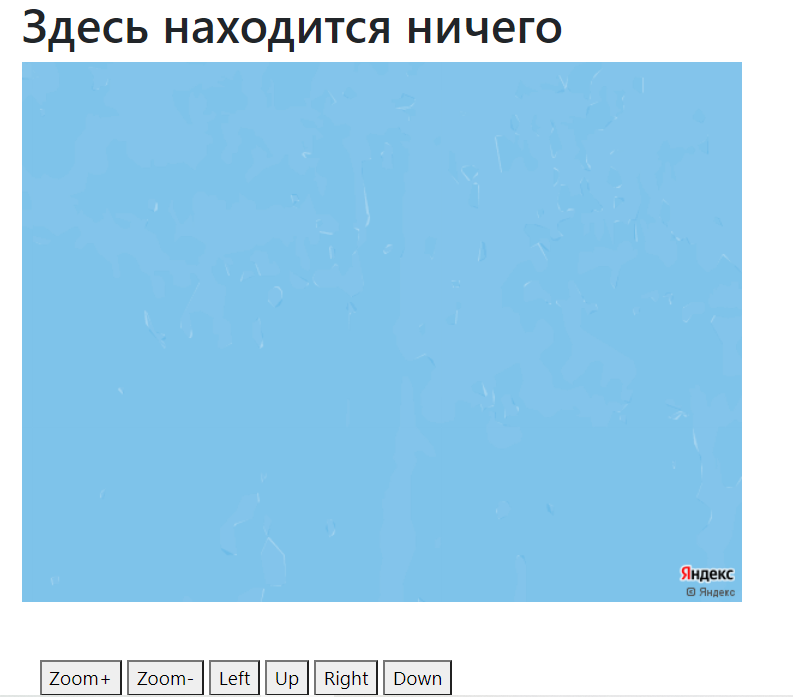 Здесь находится ничего
Яндекс
© Яндекс
Zoom+ Zoom- Left Up Right Down